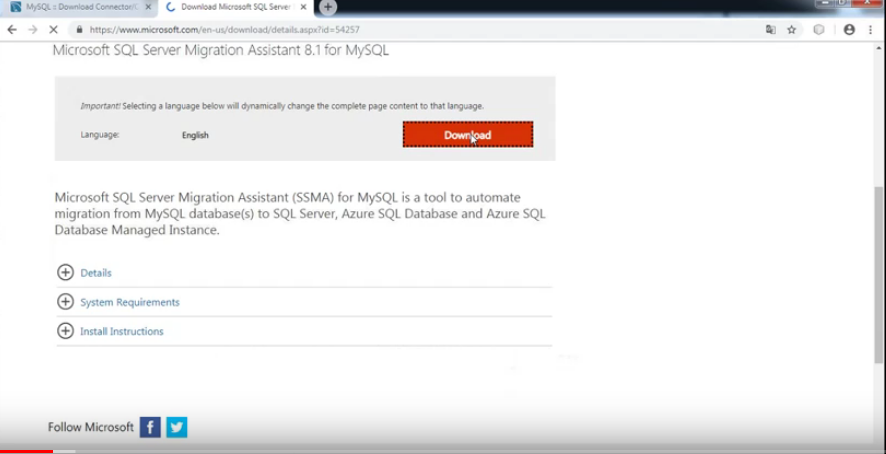 MySQL :: Download Connector/
Download Microsoft SQL Server
https://www.microsoft.com/en-us/download/details.aspx?id=54257
Microsoft SQL Server Migration Assistant 8.1 for MySQL
Important! Selecting a language below will dynamically change the complete page content to that language.
Language: English Download
Microsoft SQL Server Migration Assistant (SSMA) for MySQL is a tool to automate
migration from MySQL database(s) to SQL Server, Azure SQL Database and Azure SQL
Database Managed Instance.
Details
System Requirements
Install Instructions
Follow Microsoft